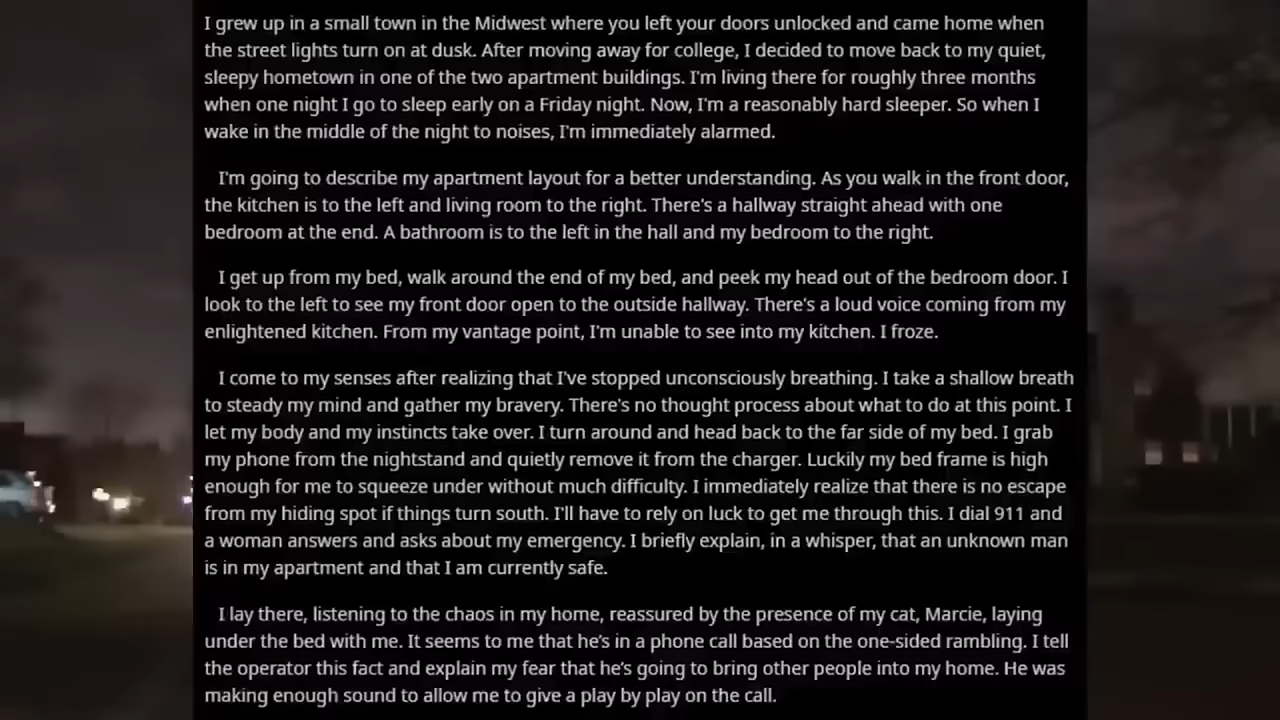 I grew up in a small town in the Midwest where you left your doors unlocked and came home when
the street lights turn on at dusk. After moving away for college, I decided to move back to my quiet,
sleepy hometown in one of the two apartment buildings. I'm living there for roughly three months
when one night I go to sleep early on a Friday night. Now, I'm a reasonably hard sleeper. So when I
wake in the middle of the night to noises, I'm immediately alarmed.
I'm going to describe my apartment layout for a better understanding. As you walk in the front door,
the kitchen is to the left and living room to the right. There's a hallway straight ahead with one
bedroom at the end. A bathroom is to the left in the hall and my bedroom to the right.
I get up from my bed, walk around the end of my bed, and peek my head out of the bedroom door. I
look to the left to see my front door open to the outside hallway. There's a loud voice coming from my
enlightened kitchen. From my vantage point, I'm unable to see into my kitchen. I froze.
I come to my senses after realizing that I've stopped unconsciously breathing. I take a shallow breath
to steady my mind and gather my bravery. There's no thought process about what to do at this point. I
let my body and my instincts take over. I turn around and head back to the far side of my bed. I grab
my phone from the nightstand and quietly remove it from the charger. Luckily my bed frame is high
enough for me to squeeze under without much difficulty. I immediately realize that there is no escape
from my hiding spot if things turn south. I'll have to rely on luck to get me through this. I dial 911 and
a woman answers and asks about my emergency. I briefly explain, in a whisper, that an unknown man
is in my apartment and that I am currently safe.
I lay there, listening to the chaos in my home, reassured by the presence of my cat, Marcie, laying
under the bed with me. It seems to me that he's in a phone call based on the one-sided rambling. I tell
the operator this fact and explain my fear that he's going to bring other people into my home. He was
making enough sound to allow me to give a play by play on the call.